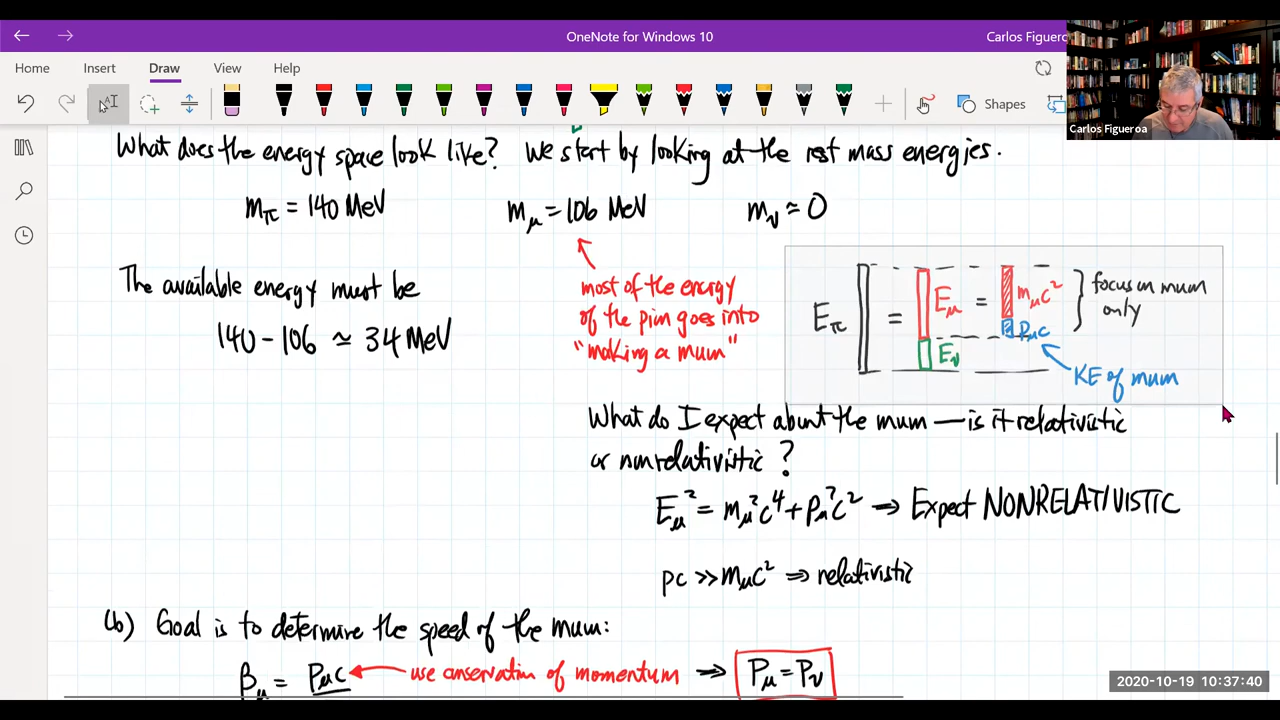 OneNote for Windows 10
Carlos Figuero
Home Insert Draw View Help
Shapes
Carlos Figueroa
What does the energy space look like? We start by looking at the rest mass energies.
mπ = 140 MeV
mμ = 106 MeV
mν ≈ 0
The available energy must be
140 - 106 ≈ 34 MeV
most of the energy
of the pion goes into
"making a muon"
Eπ = Eμ = mμc²
Eν
pμc
} focus on muon
only
KE of muon
What do I expect about the muon — is it relativistic
or nonrelativistic ?
Eμ² = mμ²c⁴ + pμ²c² → Expect NONRELATIVISTIC
pc >> mμc² ⇒ relativistic
(b) Goal is to determine the speed of the muon:
βμ = pμc ← use conservation of momentum → pμ = pν
2020-10-19 10:37:40